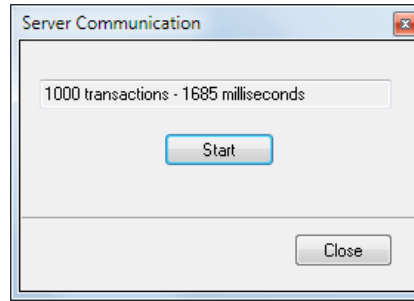 Server Communication
1000 transactions - 1685 milliseconds
Start
Close